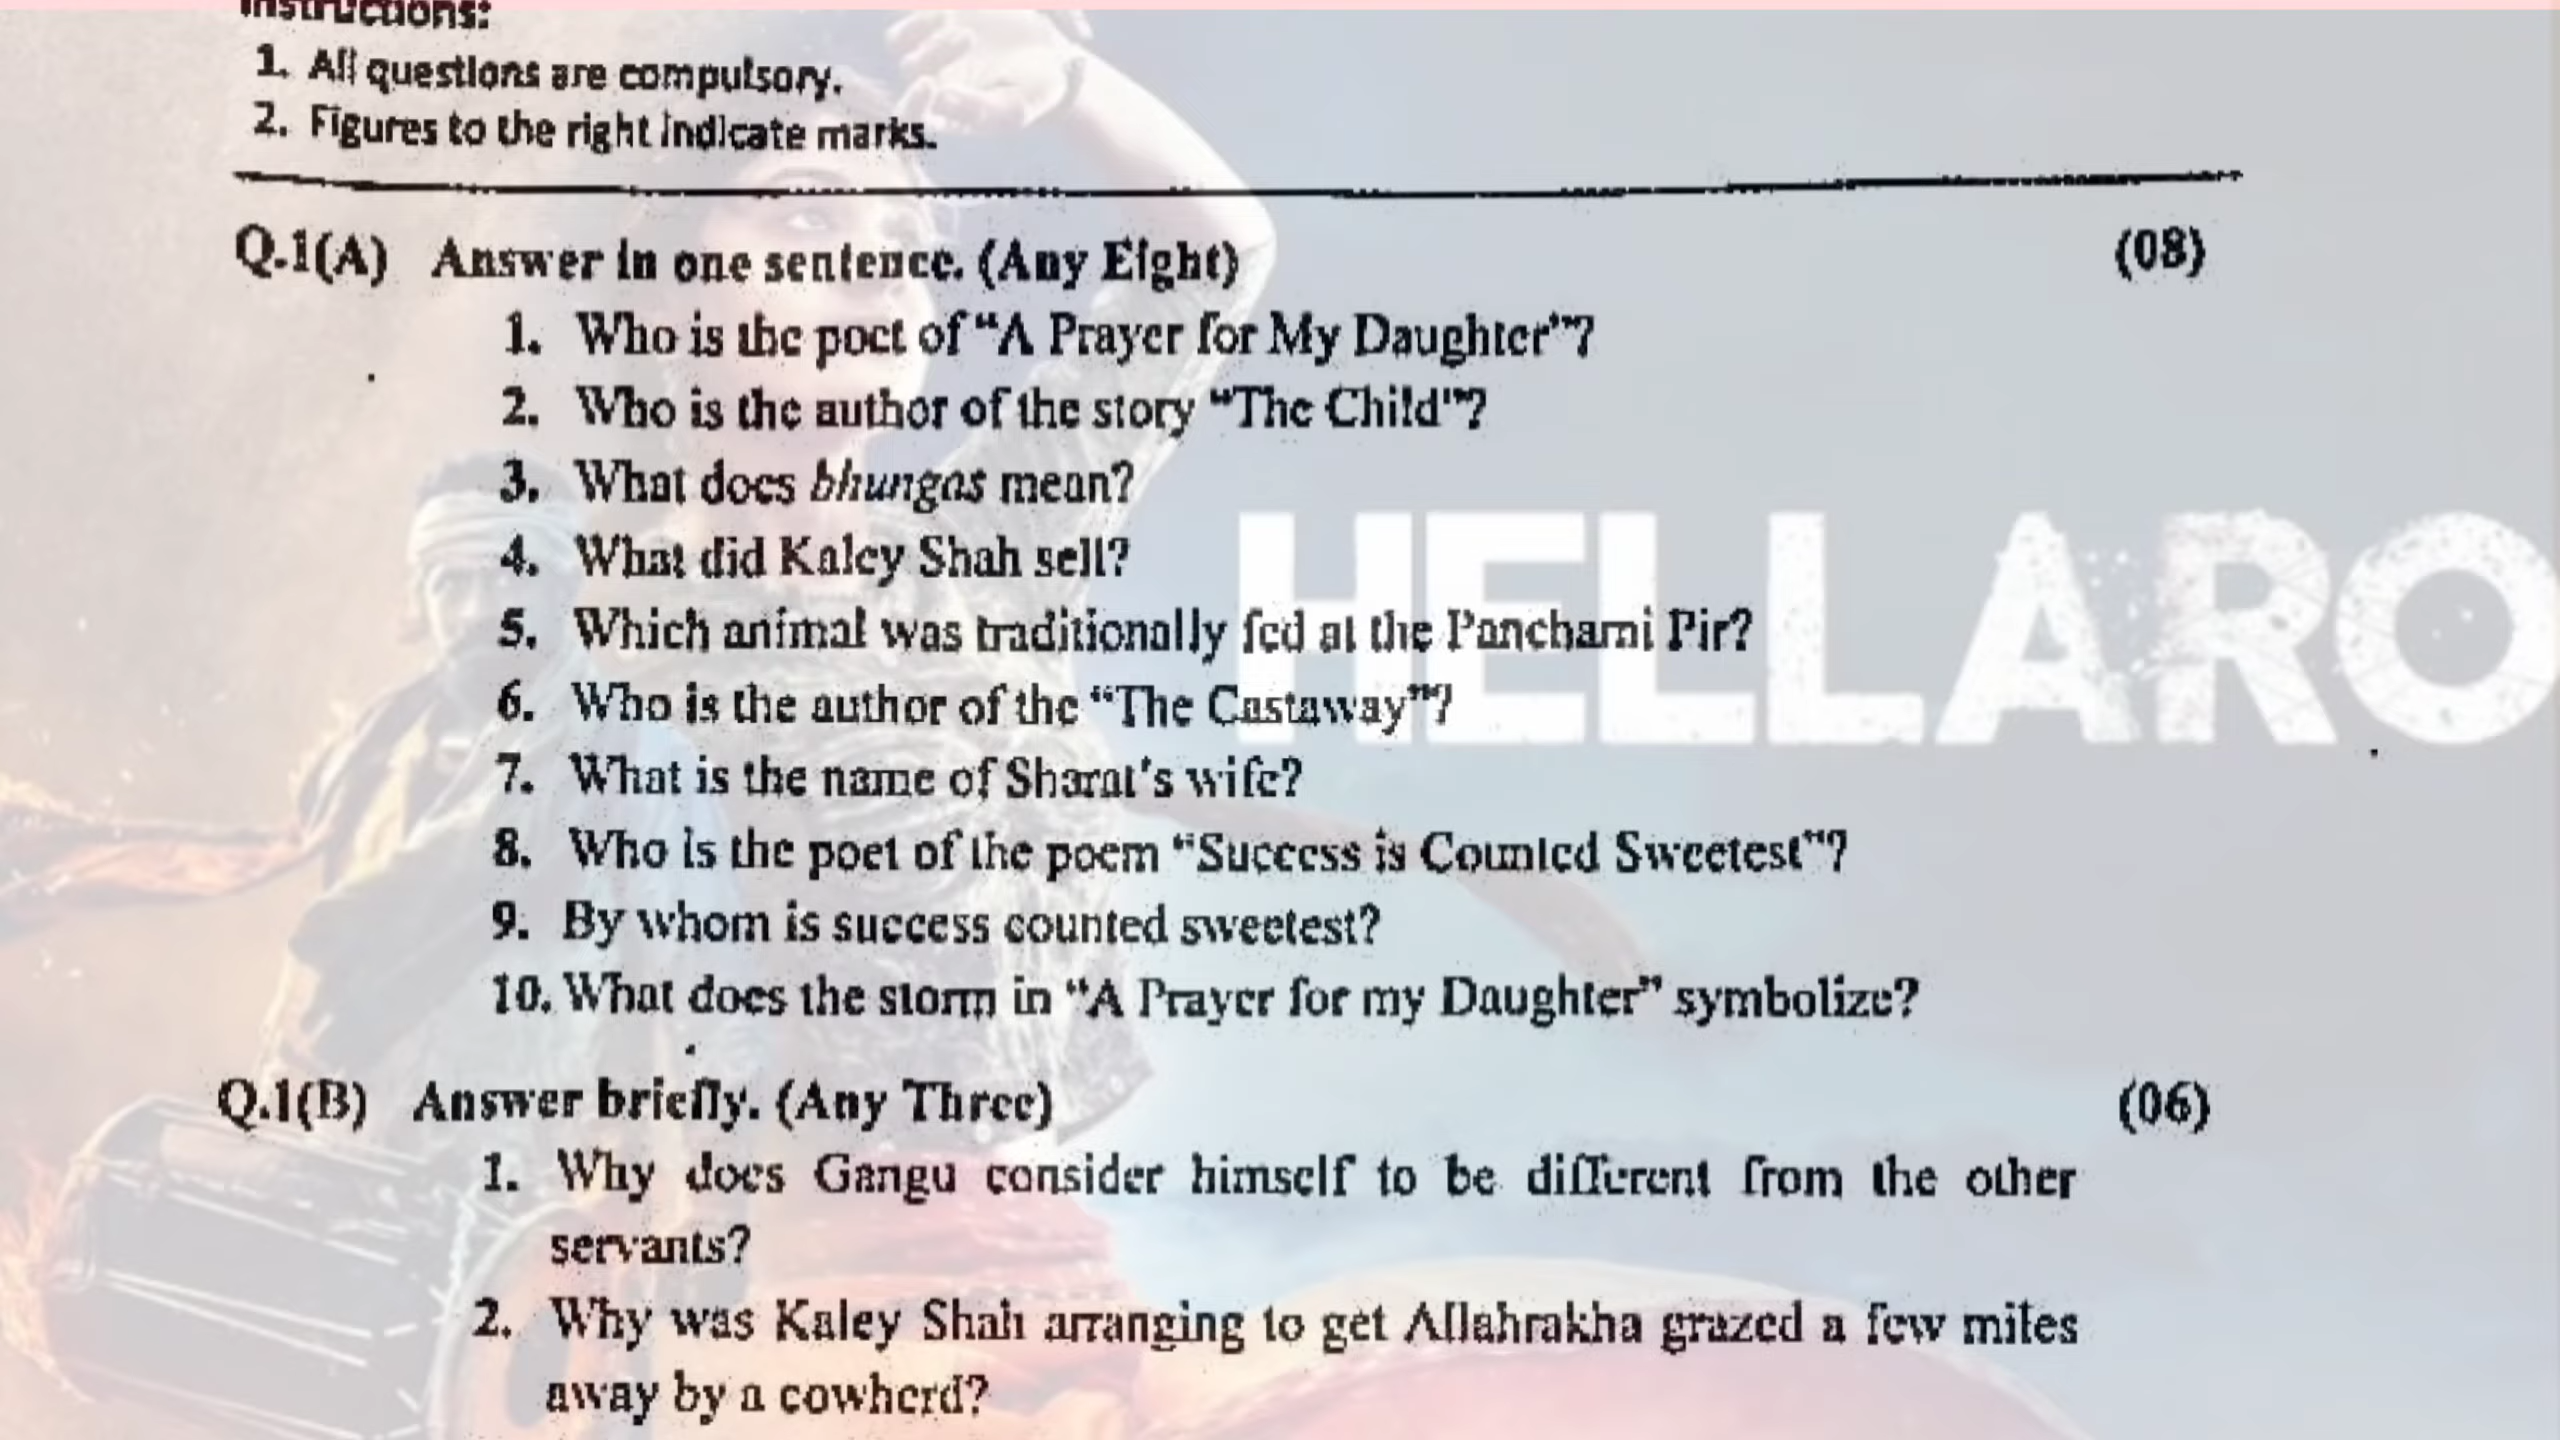 Instructions:
1. All questions are compulsory.
2. Figures to the right indicate marks.
Q.1(A) Answer in one sentence. (Any Eight) (08)
1. Who is the poet of "A Prayer for My Daughter"?
2. Who is the author of the story "The Child"?
3. What does bhungas mean?
4. What did Kaley Shah sell?
5. Which animal was traditionally fed at the Panchami Pir?
HELLARO
6. Who is the author of the "The Castaway"?
7. What is the name of Sharat's wife?
8. Who is the poet of the poem "Success is Counted Sweetest"?
9. By whom is success counted sweetest?
10. What does the storm in "A Prayer for my Daughter" symbolize?
Q.1(B) Answer briefly. (Any Three) (06)
1. Why does Gangu consider himself to be different from the other
servants?
2. Why was Kaley Shah arranging to get Allahrakha grazed a few miles
away by a cowherd?